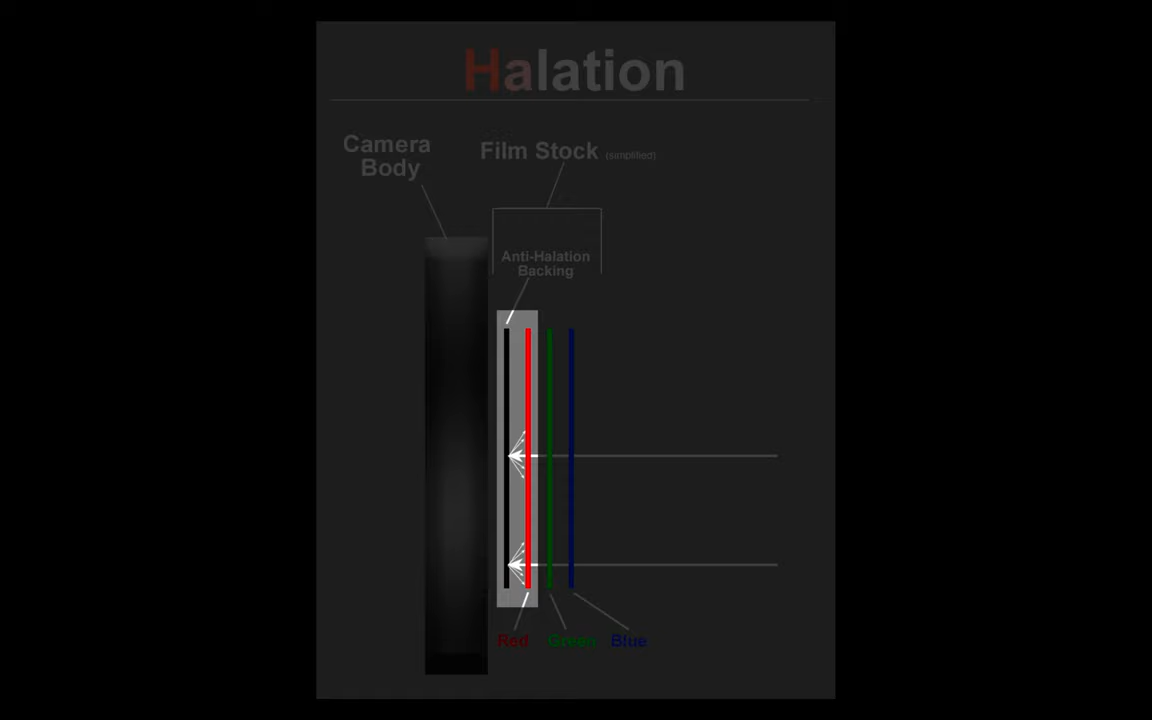 Halation
Camera
Body
Film Stock (simplified)
Anti-Halation
Backing
Red Green Blue